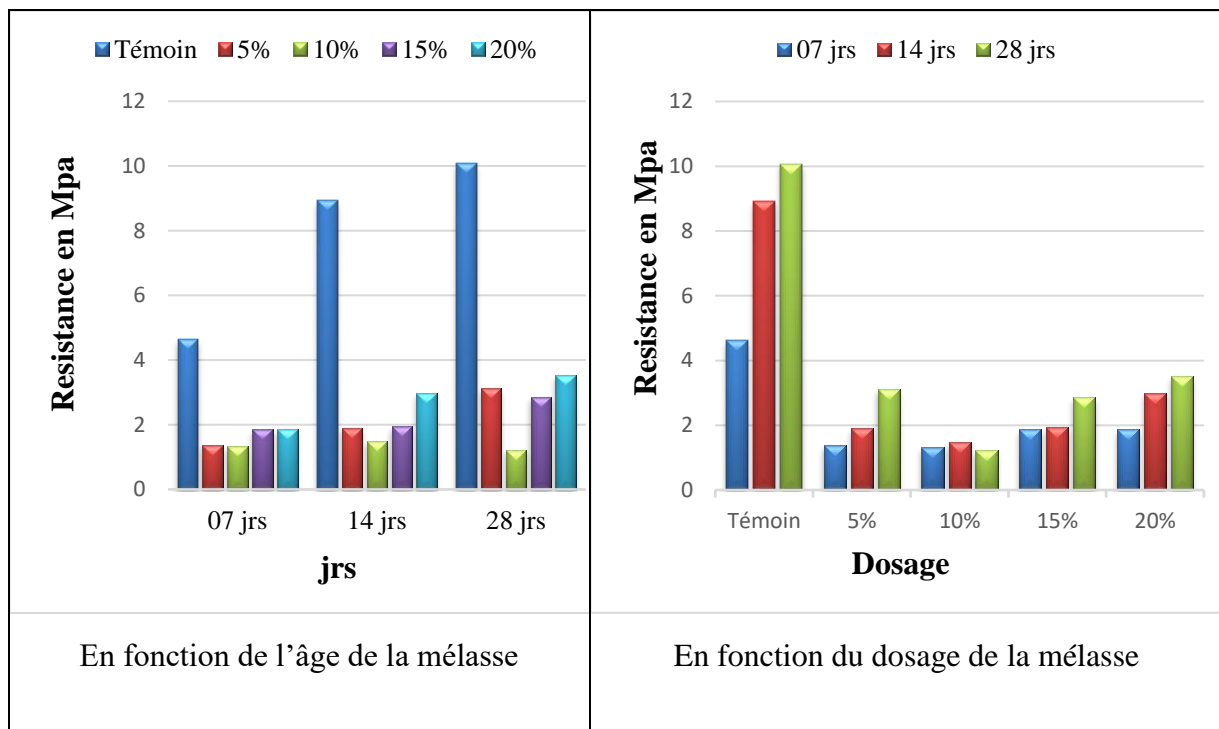 Témoin 5% 10% 15% 20%
12
10
8
6
4
2
0
Resistance en Mpa
07 jrs 14 jrs 28 jrs
jrs
En fonction de l’âge de la mélasse
07 jrs 14 jrs 28 jrs
12
10
8
6
4
2
0
Resistance en Mpa
Témoin 5% 10% 15% 20%
Dosage
En fonction du dosage de la mélasse